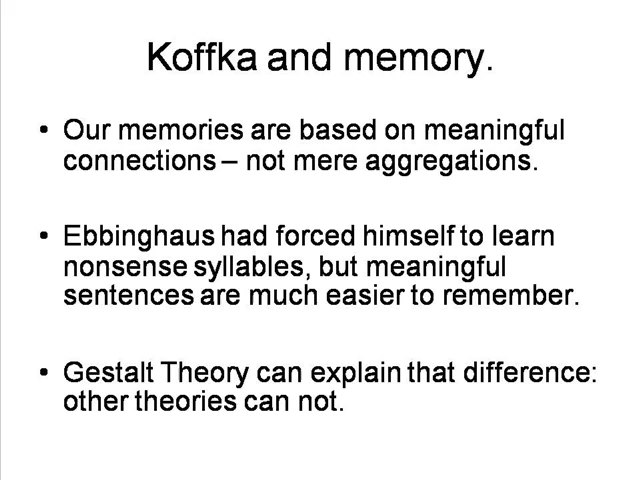 Koffka and memory.
• Our memories are based on meaningful
connections – not mere aggregations.
• Ebbinghaus had forced himself to learn
nonsense syllables, but meaningful
sentences are much easier to remember.
• Gestalt Theory can explain that difference:
other theories can not.